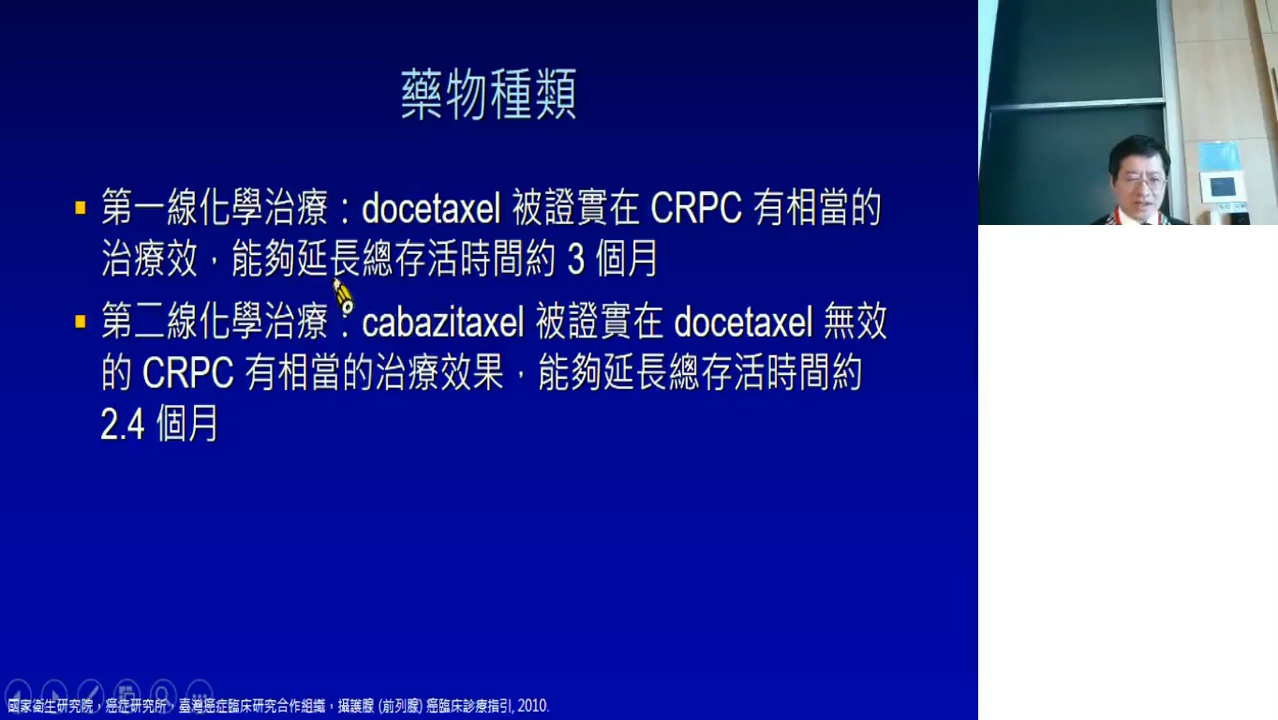 藥物種類
第一線化學治療：docetaxel 被證實在 CRPC 有相當的
治療效，能夠延長總存活時間約 3 個月
第二線化學治療：cabazitaxel 被證實在 docetaxel 無效
的 CRPC 有相當的治療效果，能夠延長總存活時間約
2.4 個月
國家衛生研究院，癌症研究所，臺灣癌症臨床研究合作組織，攝護腺 (前列腺) 癌臨床診療指引, 2010.